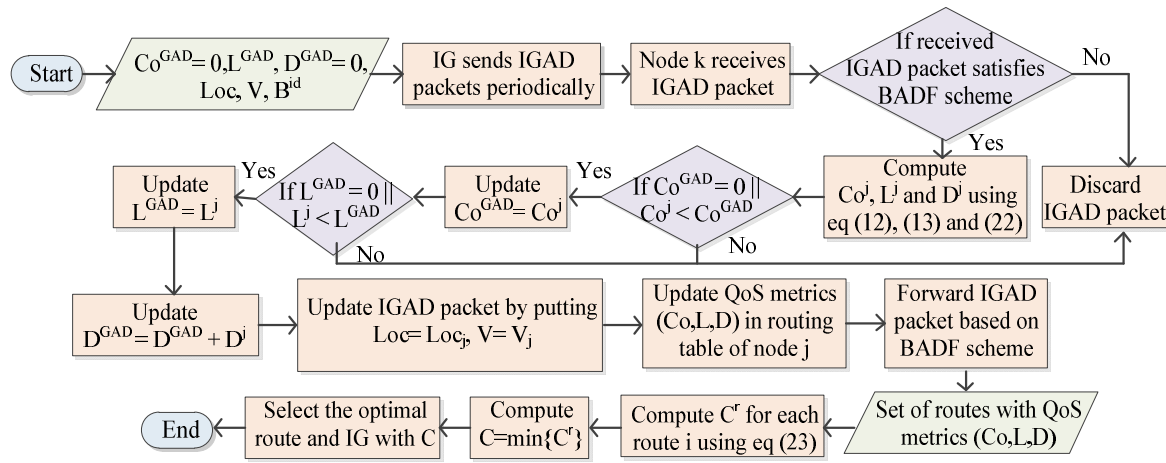 Start
Co^GAD= 0,L^GAD, D^GAD= 0,
Loc, V, B^id
IG sends IGAD
packets periodically
Node k receives
IGAD packet
If received
IGAD packet satisfies
BADF scheme
No
Yes
Discard
IGAD packet
Compute
Co^j, L^j and D^j using
eq (12), (13) and (22)
If Co^GAD= 0 ||
Co^j < Co^GAD
Yes
No
Update
Co^GAD= Co^j
If L^GAD= 0 ||
L^j < L^GAD
Yes
No
Update
L^GAD= L^j
Update
D^GAD= D^GAD + D^j
Update IGAD packet by putting
Loc= Loc_j, V= V_j
Update QoS metrics
(Co,L,D) in routing
table of node j
Forward IGAD
packet based on
BADF scheme
Set of routes with QoS
metrics (Co,L,D)
Compute C^r for each
route i using eq (23)
Compute
C=min{C^r}
Select the optimal
route and IG with C
End